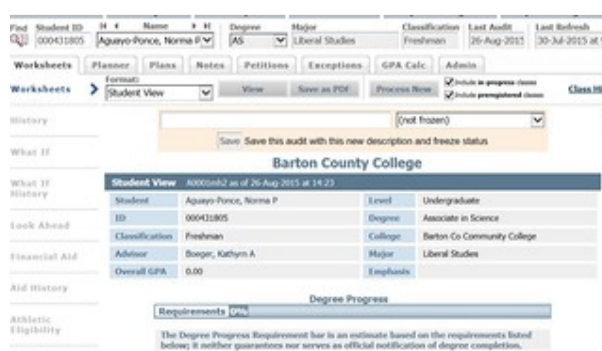 Find Student ID Name Degree Major Classification Last Audit Last Refresh
000431805 Aguayo-Ponce, Norma P AS Liberal Studies Freshman 26-Aug-2015 30-Jul-2015 at
Worksheets Planner Plans Notes Petitions Exceptions GPA Calc Admin
Format:
Worksheets Student View View Save as PDF Process New Include in-progress classes
Include preregistered classes
Class Hi
History
(not frozen)
Save Save this audit with this new description and freeze status
What If
Barton County College
What If
History
Student View A0001mh2 as of 26-Aug-2015 at 14:23
Student Aguayo-Ponce, Norma P Level Undergraduate
ID 000431805 Degree Associate in Science
Look Ahead
Classification Freshman College Barton Co Community College
Advisor Boeger, Kathyrn A Major Liberal Studies
Financial Aid
Overall GPA 0.00 Emphasis
Aid History
Degree Progress
Requirements 0%
Athletic
Eligibility
The Degree Progress Requirement bar is an estimate based on the requirements listed
below; it neither guarantees nor serves as official notification of degree completion.